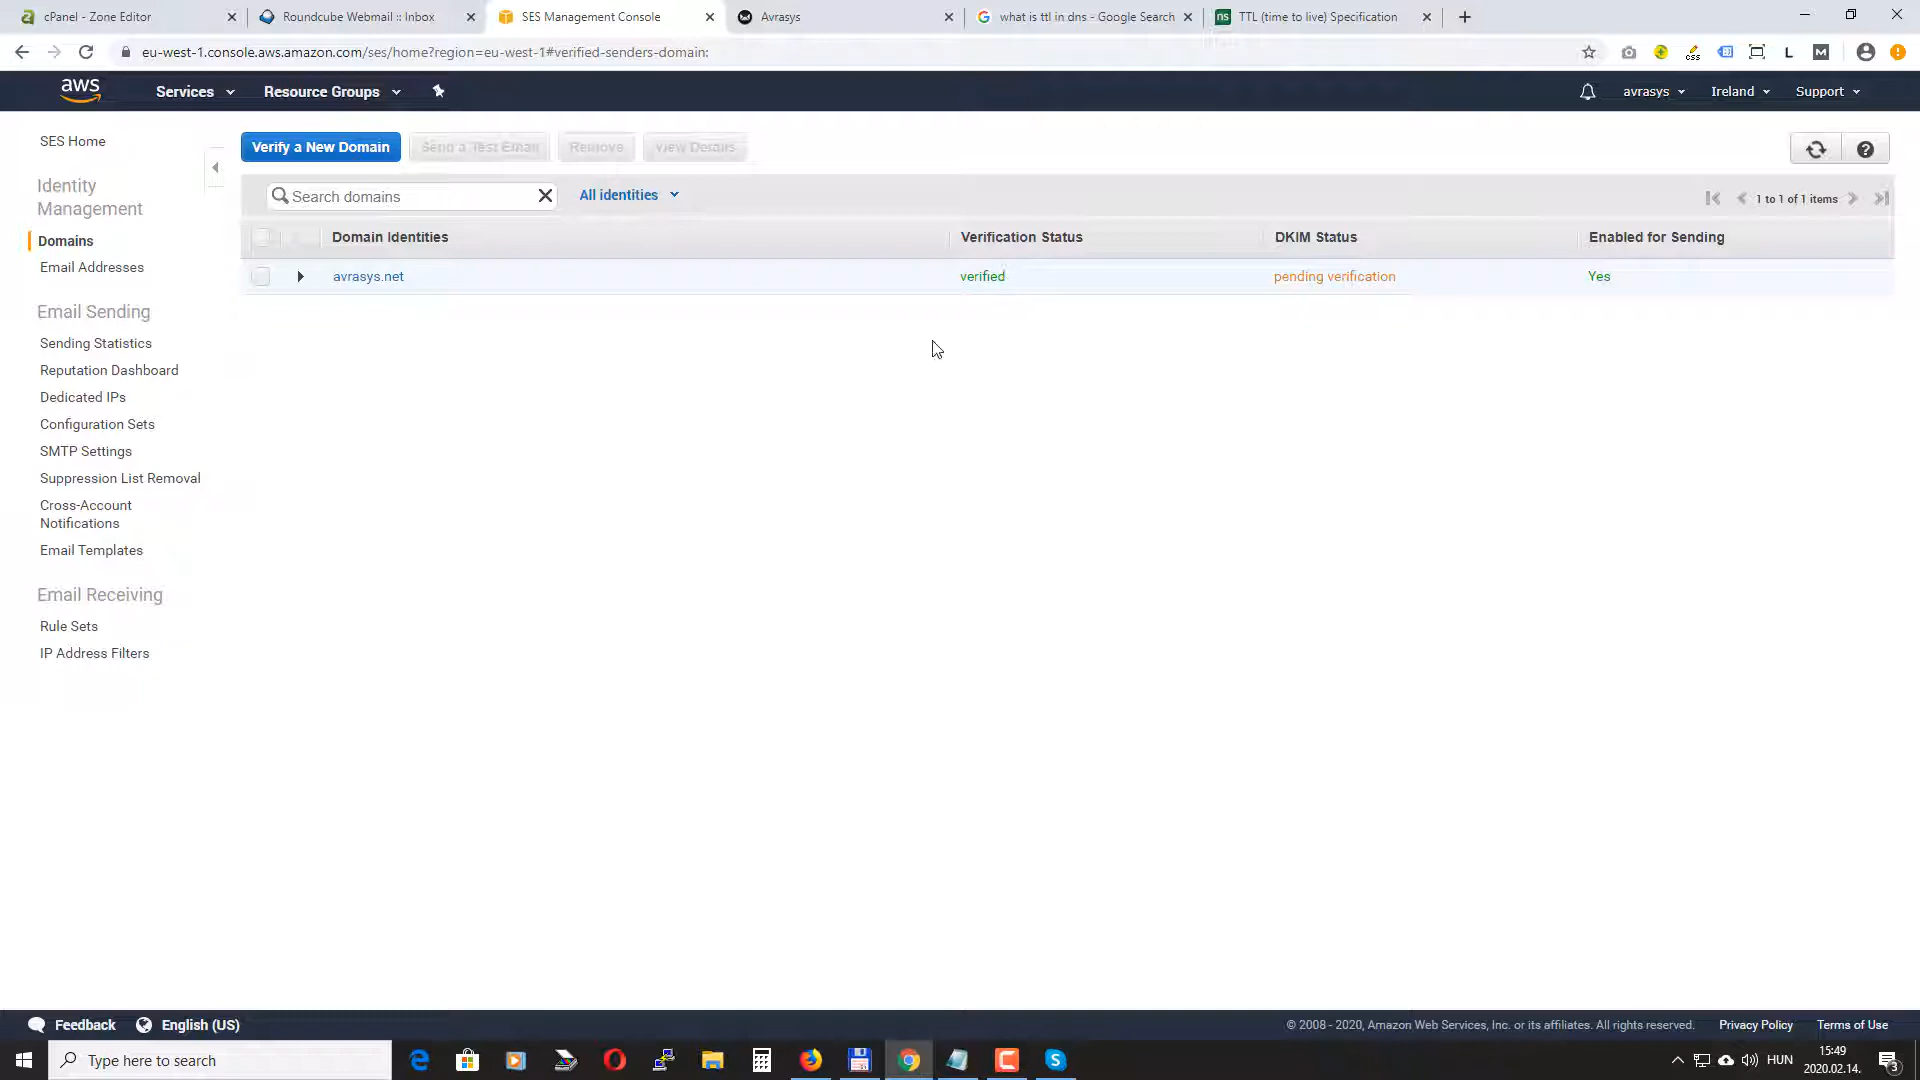 cPanel - Zone Editor
Roundcube Webmail :: Inbox
SES Management Console
Avrasys
what is ttl in dns - Google Search
ns
TTL (time to live) Specification
eu-west-1.console.aws.amazon.com/ses/home?region=eu-west-1#verified-senders-domain:
css
L
M
aws
Services
Resource Groups
avrasys
Ireland
Support
SES Home
Identity
Management
Domains
Email Addresses
Email Sending
Sending Statistics
Reputation Dashboard
Dedicated IPs
Configuration Sets
SMTP Settings
Suppression List Removal
Cross-Account
Notifications
Email Templates
Email Receiving
Rule Sets
IP Address Filters
Verify a New Domain
Send a Test Email
Remove
View Details
Search domains
All identities
1 to 1 of 1 items
Domain Identities
Verification Status
DKIM Status
Enabled for Sending
avrasys.net
verified
pending verification
Yes
Feedback
English (US)
© 2008 - 2020, Amazon Web Services, Inc. or its affiliates. All rights reserved.
Privacy Policy
Terms of Use
Type here to search
HUN
15:49
2020.02.14.
3